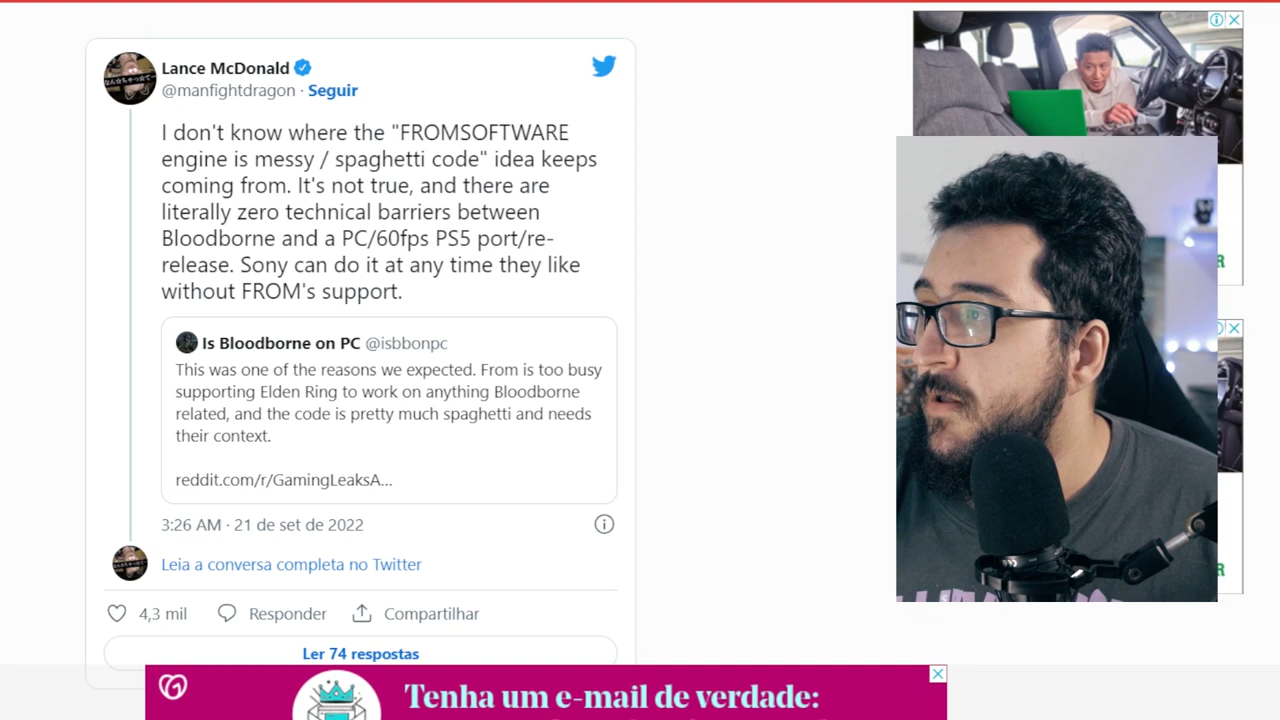 Lance McDonald
@manfightdragon · Seguir
I don't know where the "FROMSOFTWARE
engine is messy / spaghetti code" idea keeps
coming from. It's not true, and there are
literally zero technical barriers between
Bloodborne and a PC/60fps PS5 port/re-
release. Sony can do it at any time they like
without FROM's support.
Is Bloodborne on PC @isbbonpc
This was one of the reasons we expected. From is too busy
supporting Elden Ring to work on anything Bloodborne
related, and the code is pretty much spaghetti and needs
their context.
reddit.com/r/GamingLeaksA...
3:26 AM · 21 de set de 2022
Leia a conversa completa no Twitter
4,3 mil Responder Compartilhar
Ler 74 respostas
Tenha um e-mail de verdade: